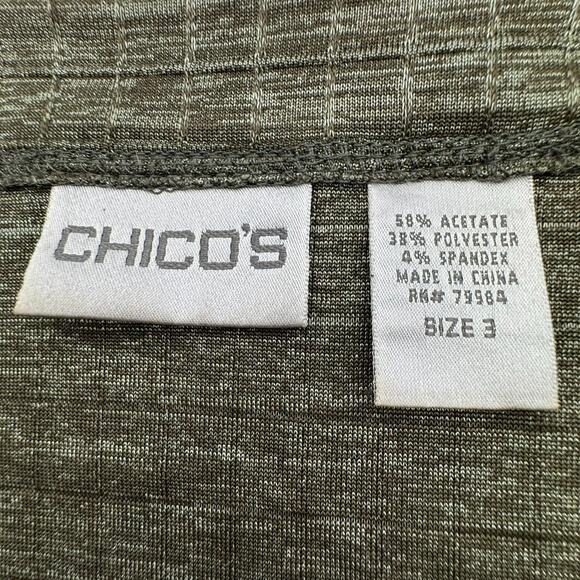 CHICO'S
58% ACETATE
38% POLYESTER
4% SPANDEX
MADE IN CHINA
RN# 79984
SIZE 3